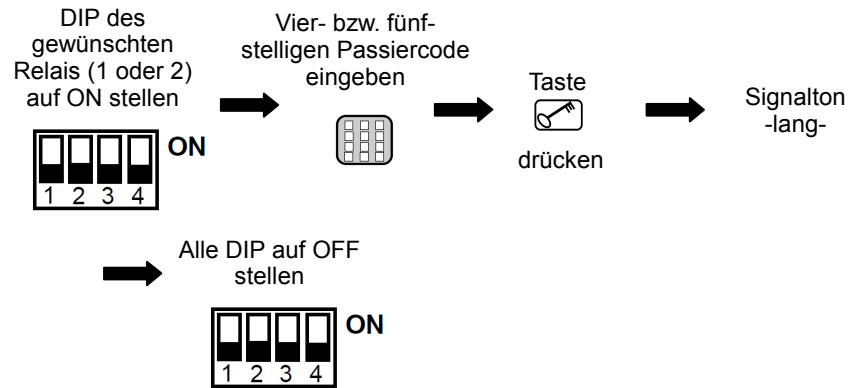 DIP des
gewünschten
Relais (1 oder 2)
auf ON stellen
ON
1 2 3 4
Vier- bzw. fünf-
stelligen Passiercode
eingeben
Taste
drücken
Signalton
-lang-
Alle DIP auf OFF
stellen
ON
1 2 3 4